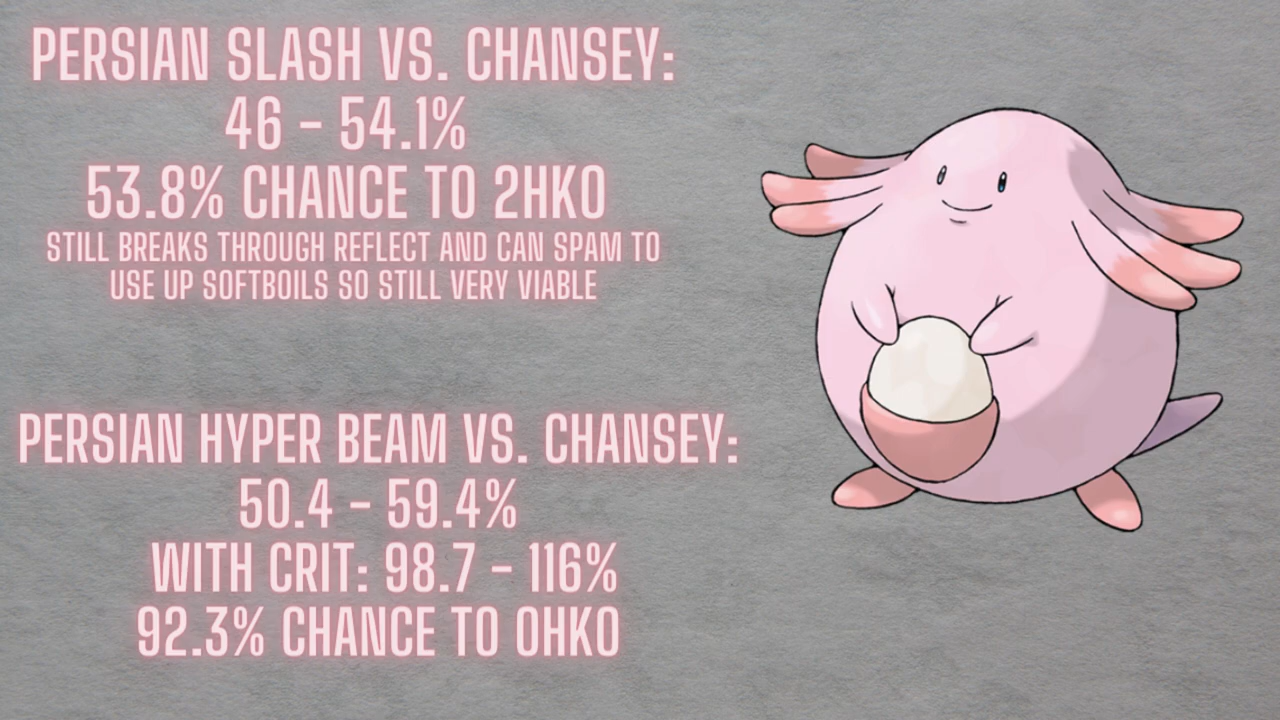 PERSIAN SLASH VS. CHANSEY:
46 - 54.1%
53.8% CHANCE TO 2HKO
STILL BREAKS THROUGH REFLECT AND CAN SPAM TO
USE UP SOFTBOILS SO STILL VERY VIABLE
PERSIAN HYPER BEAM VS. CHANSEY:
50.4 - 59.4%
WITH CRIT: 98.7 - 116%
92.3% CHANCE TO OHKO